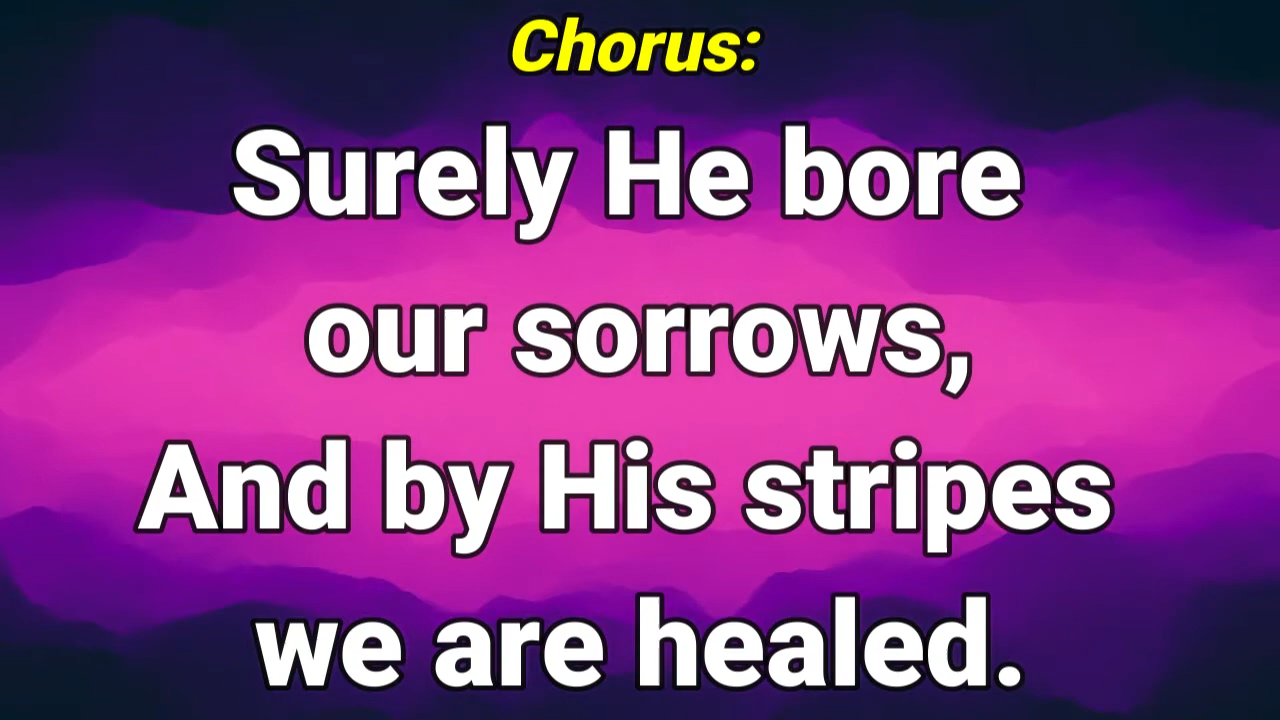 Chorus:
Surely He bore
our sorrows,
And by His stripes
we are healed.